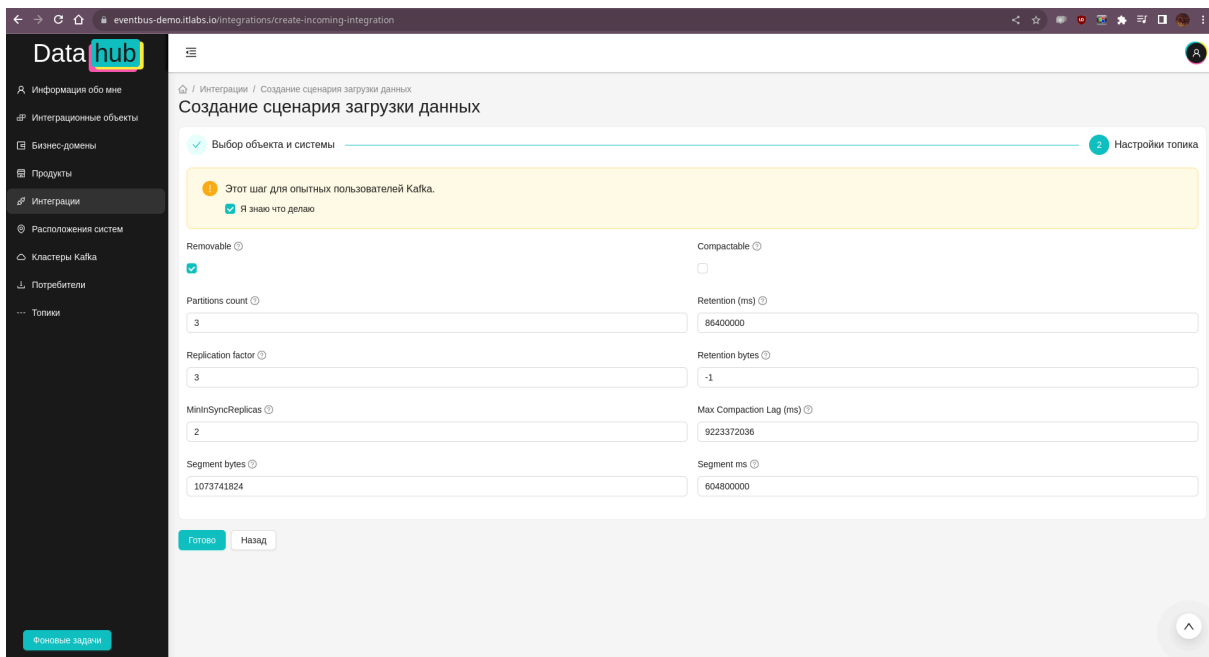 eventbus-demo.itlabs.io/integrations/create-incoming-integration
Data hub
Информация обо мне
Интеграционные объекты
Бизнес-домены
Продукты
Интеграции
Расположения систем
Кластеры Kafka
Потребители
Топики
Фоновые задачи
/ Интеграции / Создание сценария загрузки данных
Создание сценария загрузки данных
Выбор объекта и системы
2 Настройки топика
Этот шаг для опытных пользователей Kafka.
Я знаю что делаю
Removable
Compactable
Partitions count
Retention (ms)
3
86400000
Replication factor
Retention bytes
3
-1
MinInSyncReplicas
Max Compaction Lag (ms)
2
9223372036
Segment bytes
Segment ms
1073741824
604800000
Готово
Назад